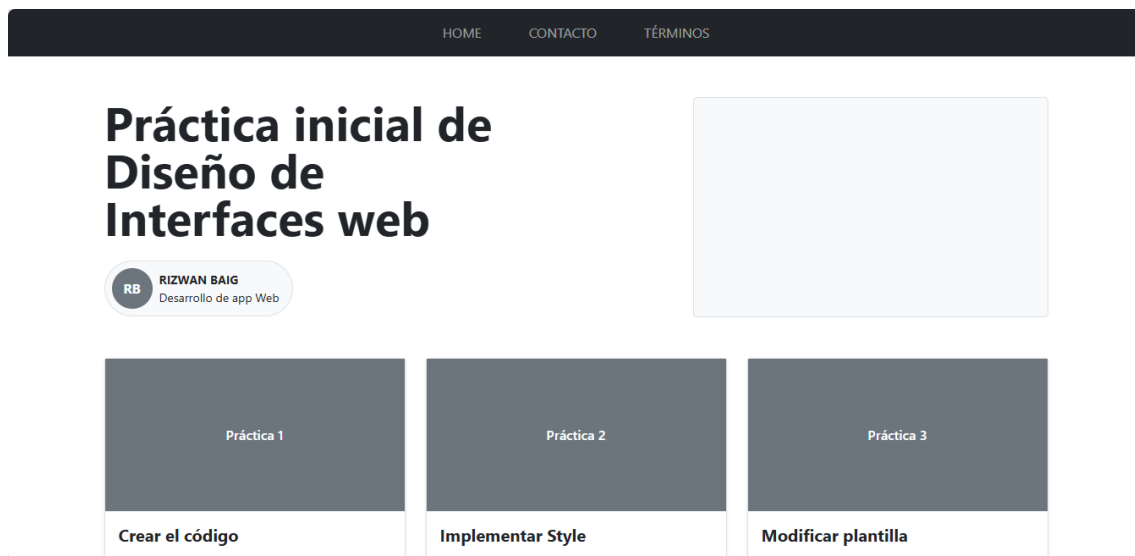 HOME CONTACTO TÉRMINOS
Práctica inicial de
Diseño de
Interfaces web
RB
RIZWAN BAIG
Desarrollo de app Web
Práctica 1
Práctica 2
Práctica 3
Crear el código
Implementar Style
Modificar plantilla